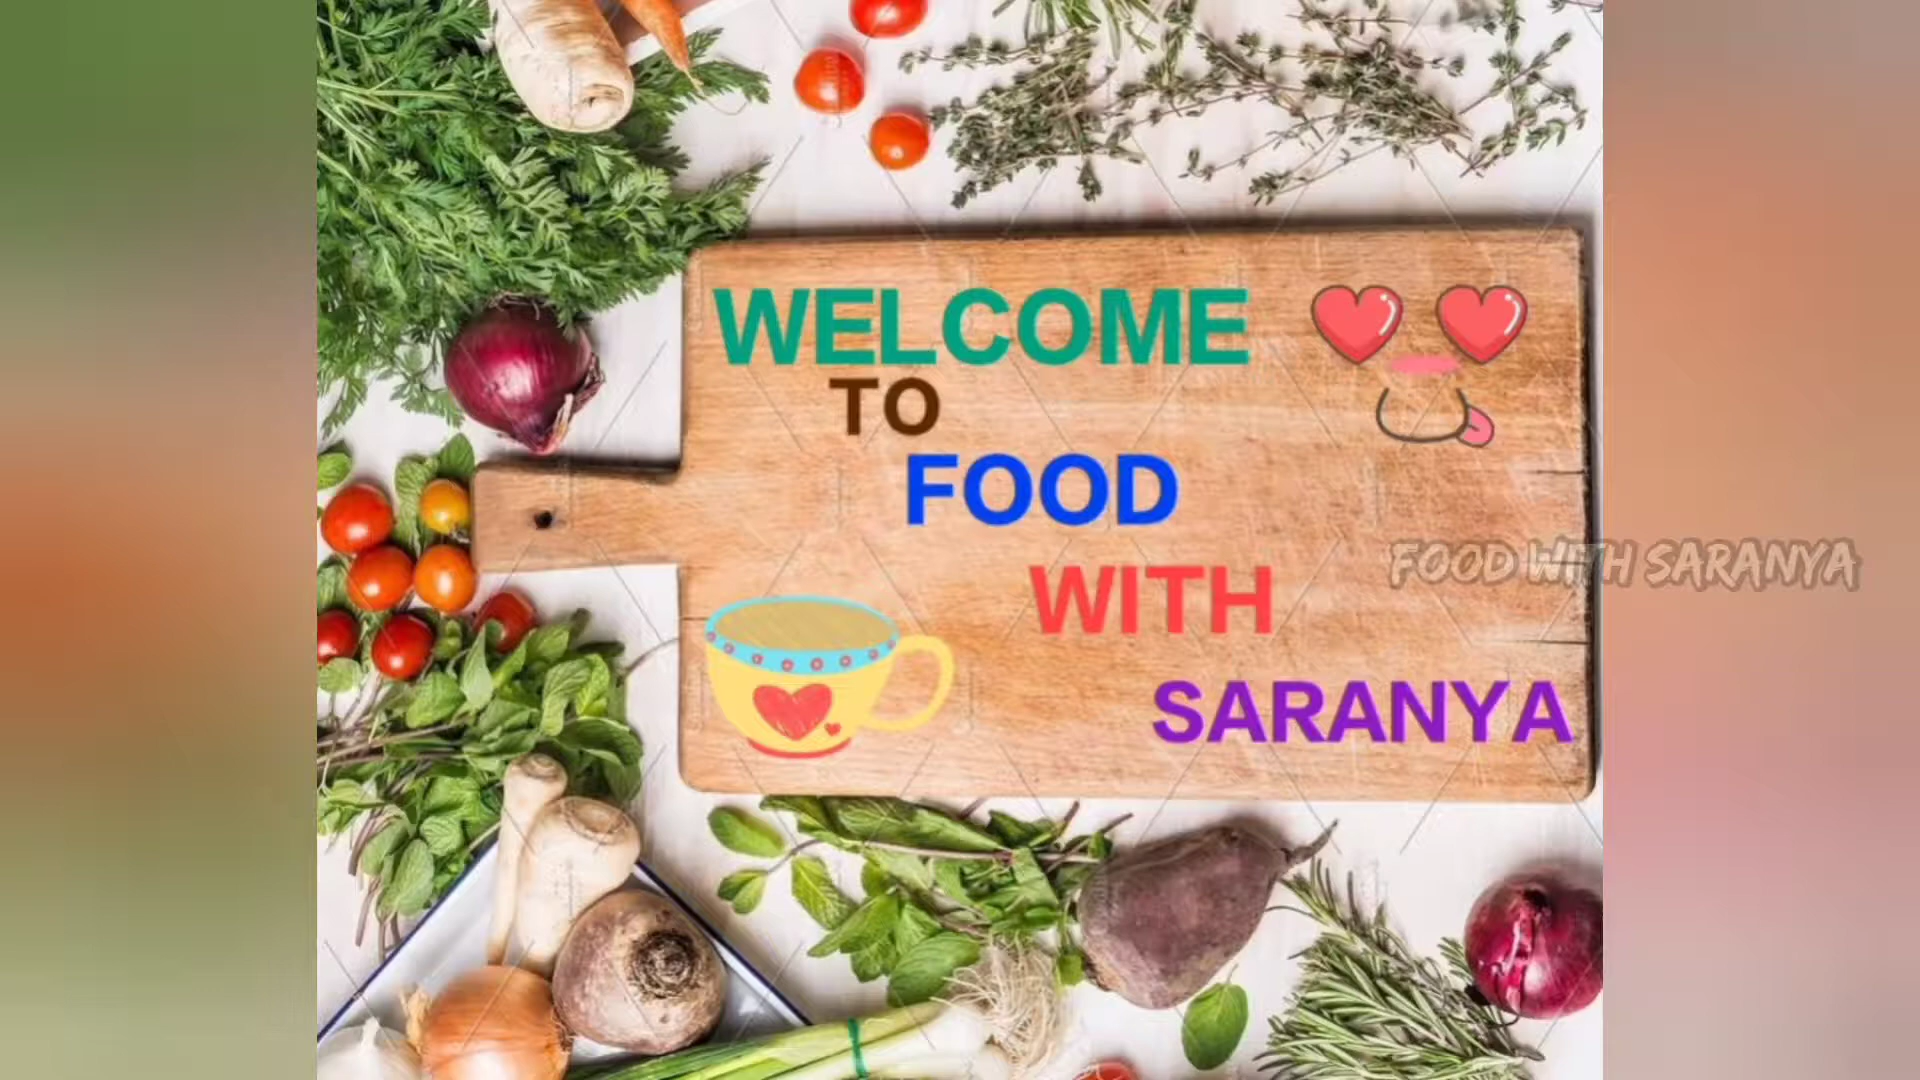 WELCOME
TO
FOOD
WITH
SARANYA
FOOD WITH SARANYA